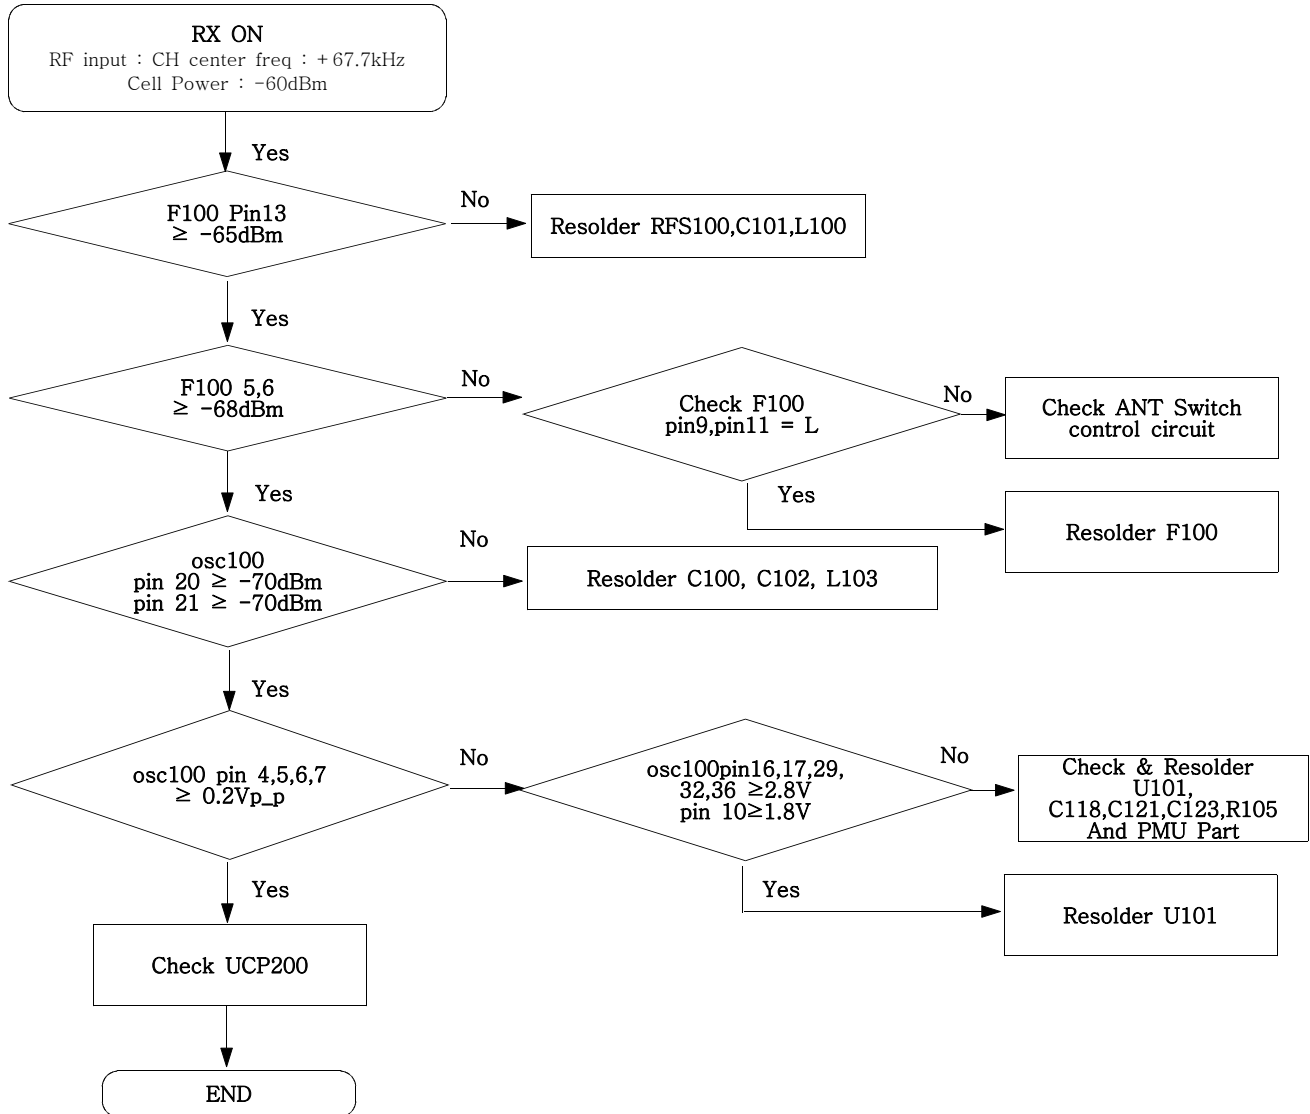 RX ON
RF input : CH center freq : +67.7kHz
Cell Power : -60dBm
Yes
F100 Pin13
≥ -65dBm
No
Resolder RFS100,C101,L100
Yes
F100 5,6
≥ -68dBm
No
Check F100
pin9,pin11 = L
No
Check ANT Switch
control circuit
Yes
Resolder F100
Yes
osc100
pin 20 ≥ -70dBm
pin 21 ≥ -70dBm
No
Resolder C100, C102, L103
Yes
osc100 pin 4,5,6,7
≥ 0.2Vp_p
No
osc100pin16,17,29,
32,36 ≥2.8V
pin 10≥1.8V
No
Check & Resolder
U101,
C118,C121,C123,R105
And PMU Part
Yes
Resolder U101
Yes
Check UCP200
END